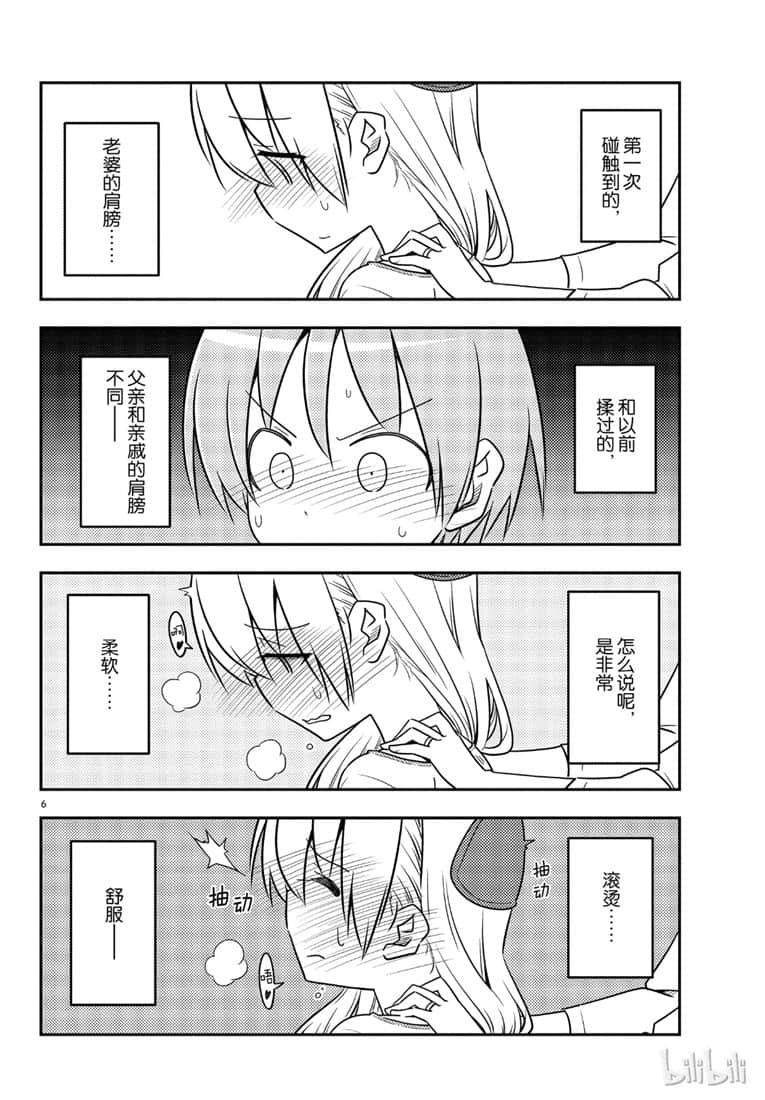 第一次
碰触到的，
老婆的肩膀……
和以前
揉过的，
父亲和亲戚的肩膀
不同——
怎么说呢，
是非常
柔软……
啊♥
6
滚烫……
抽动
抽动
舒服——
唔♥
bilibili